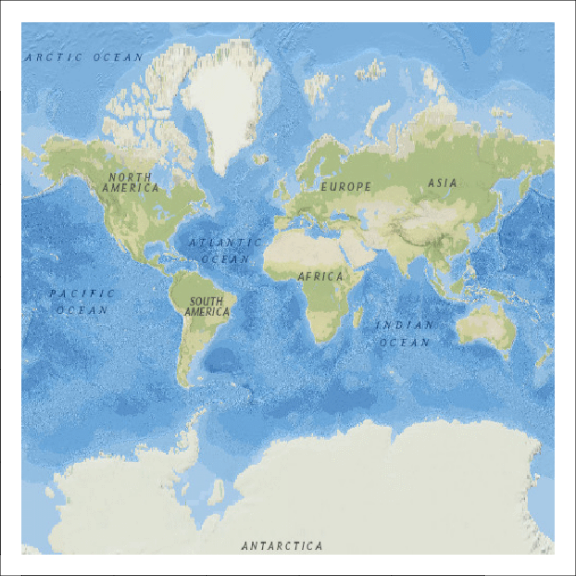 ARCTIC OCEAN
NORTH
AMERICA
EUROPE
ASIA
ATLANTIC
OCEAN
AFRICA
PACIFIC
OCEAN
SOUTH
AMERICA
INDIAN
OCEAN
ANTARCTICA